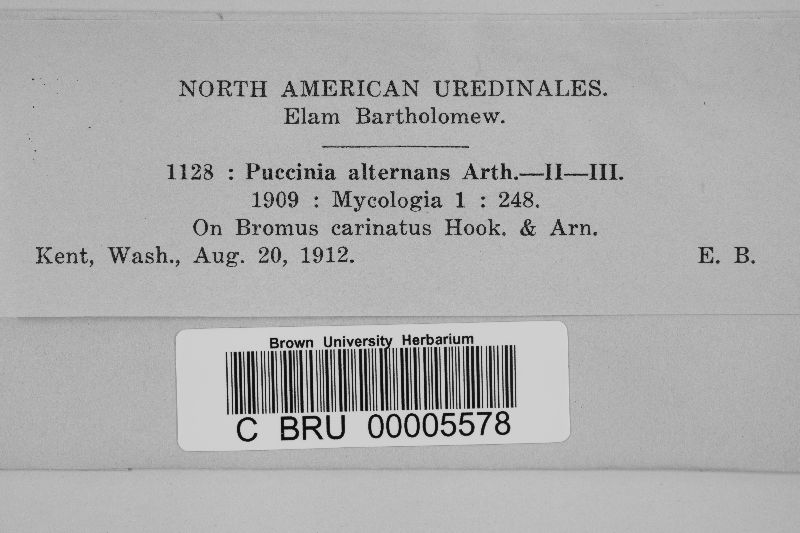 NORTH AMERICAN UREDINALES.
Elam Bartholomew.
1128 : Puccinia alternans Arth.—II—III.
1909 : Mycologia 1 : 248.
On Bromus carinatus Hook. & Arn.
Kent, Wash., Aug. 20, 1912. E. B.
Brown University Herbarium
C BRU 00005578